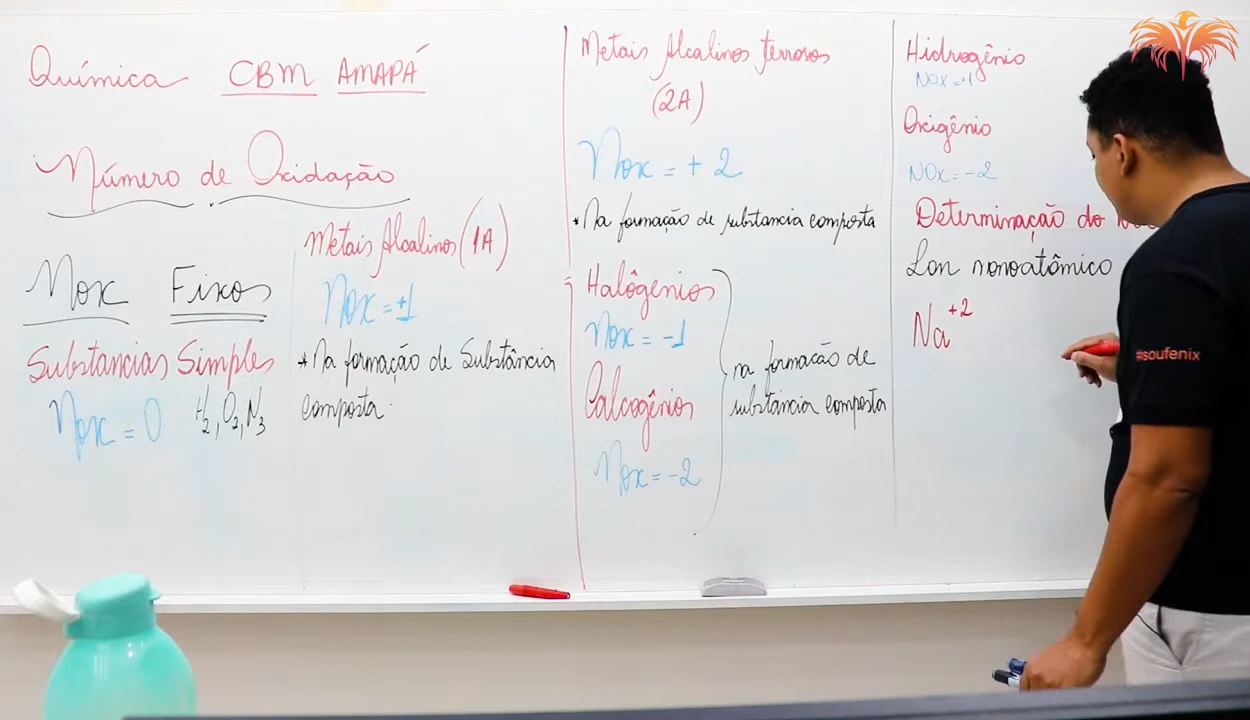 Química CBM AMAPÁ
Número de Oxidação
Nox Fixos
Substancias Simples
Nox = 0 H2, O2, N3
Metais Alcalinos (1A)
Nox = +1
* Na formação de Substância
composta.
Metais Alcalinos terrosos
(2A)
Nox = + 2
* Na formação de substancia composta
Halôgênios
Nox = -1
Calcogênios
Nox = -2
na formação de
substância composta
Hidrogênio
NOX = +1
Oxigênio
NOX = -2
Determinação do
Íon monoatômico
Na+2
#soufenix